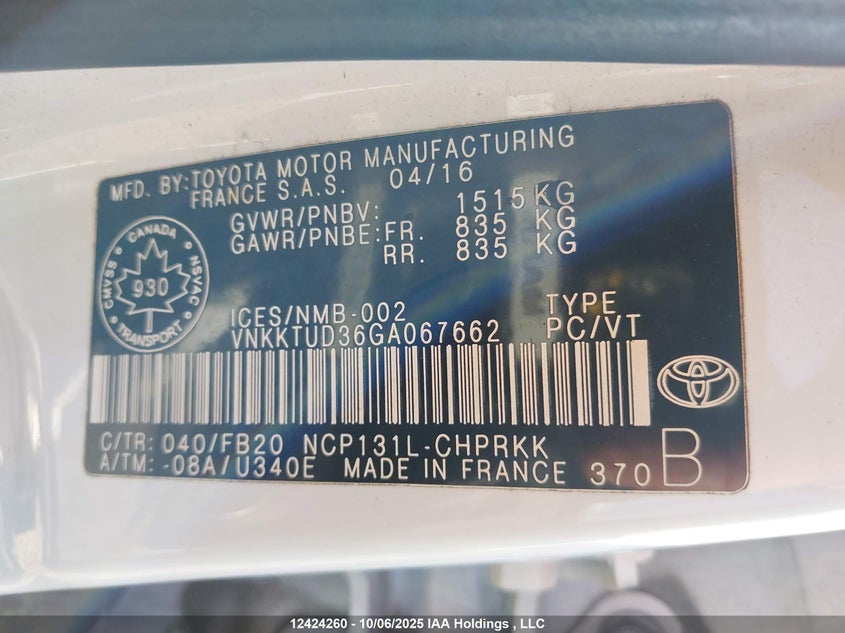 MFD. BY:TOYOTA MOTOR MANUFACTURING
FRANCE S.A.S. 04/16
GVWR/PNBV: 1515KG
GAWR/PNBE:FR. 835 KG
RR. 835 KG
CANADA
CMVSS 930 NSVAC
TRANSPORT
ICES/NMB-002 TYPE
VNKKTUD36GA067662 PC/VT
C/TR: 040/FB20 NCP131L-CHPRKK
A/TM: -08A/U340E MADE IN FRANCE 370 B
12424260 - 10/06/2025 IAA Holdings , LLC